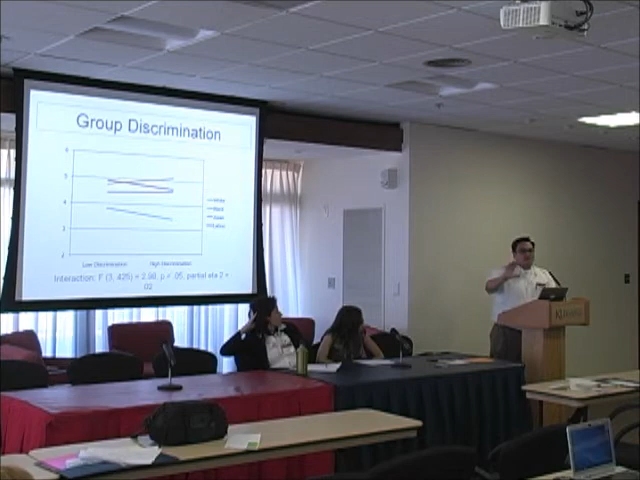 Group Discrimination
White
Black
Asian
Latino
Low Discrimination High Discrimination
Interaction: F (3, 425) = 2.98, p < .05, partial eta 2 =
.02